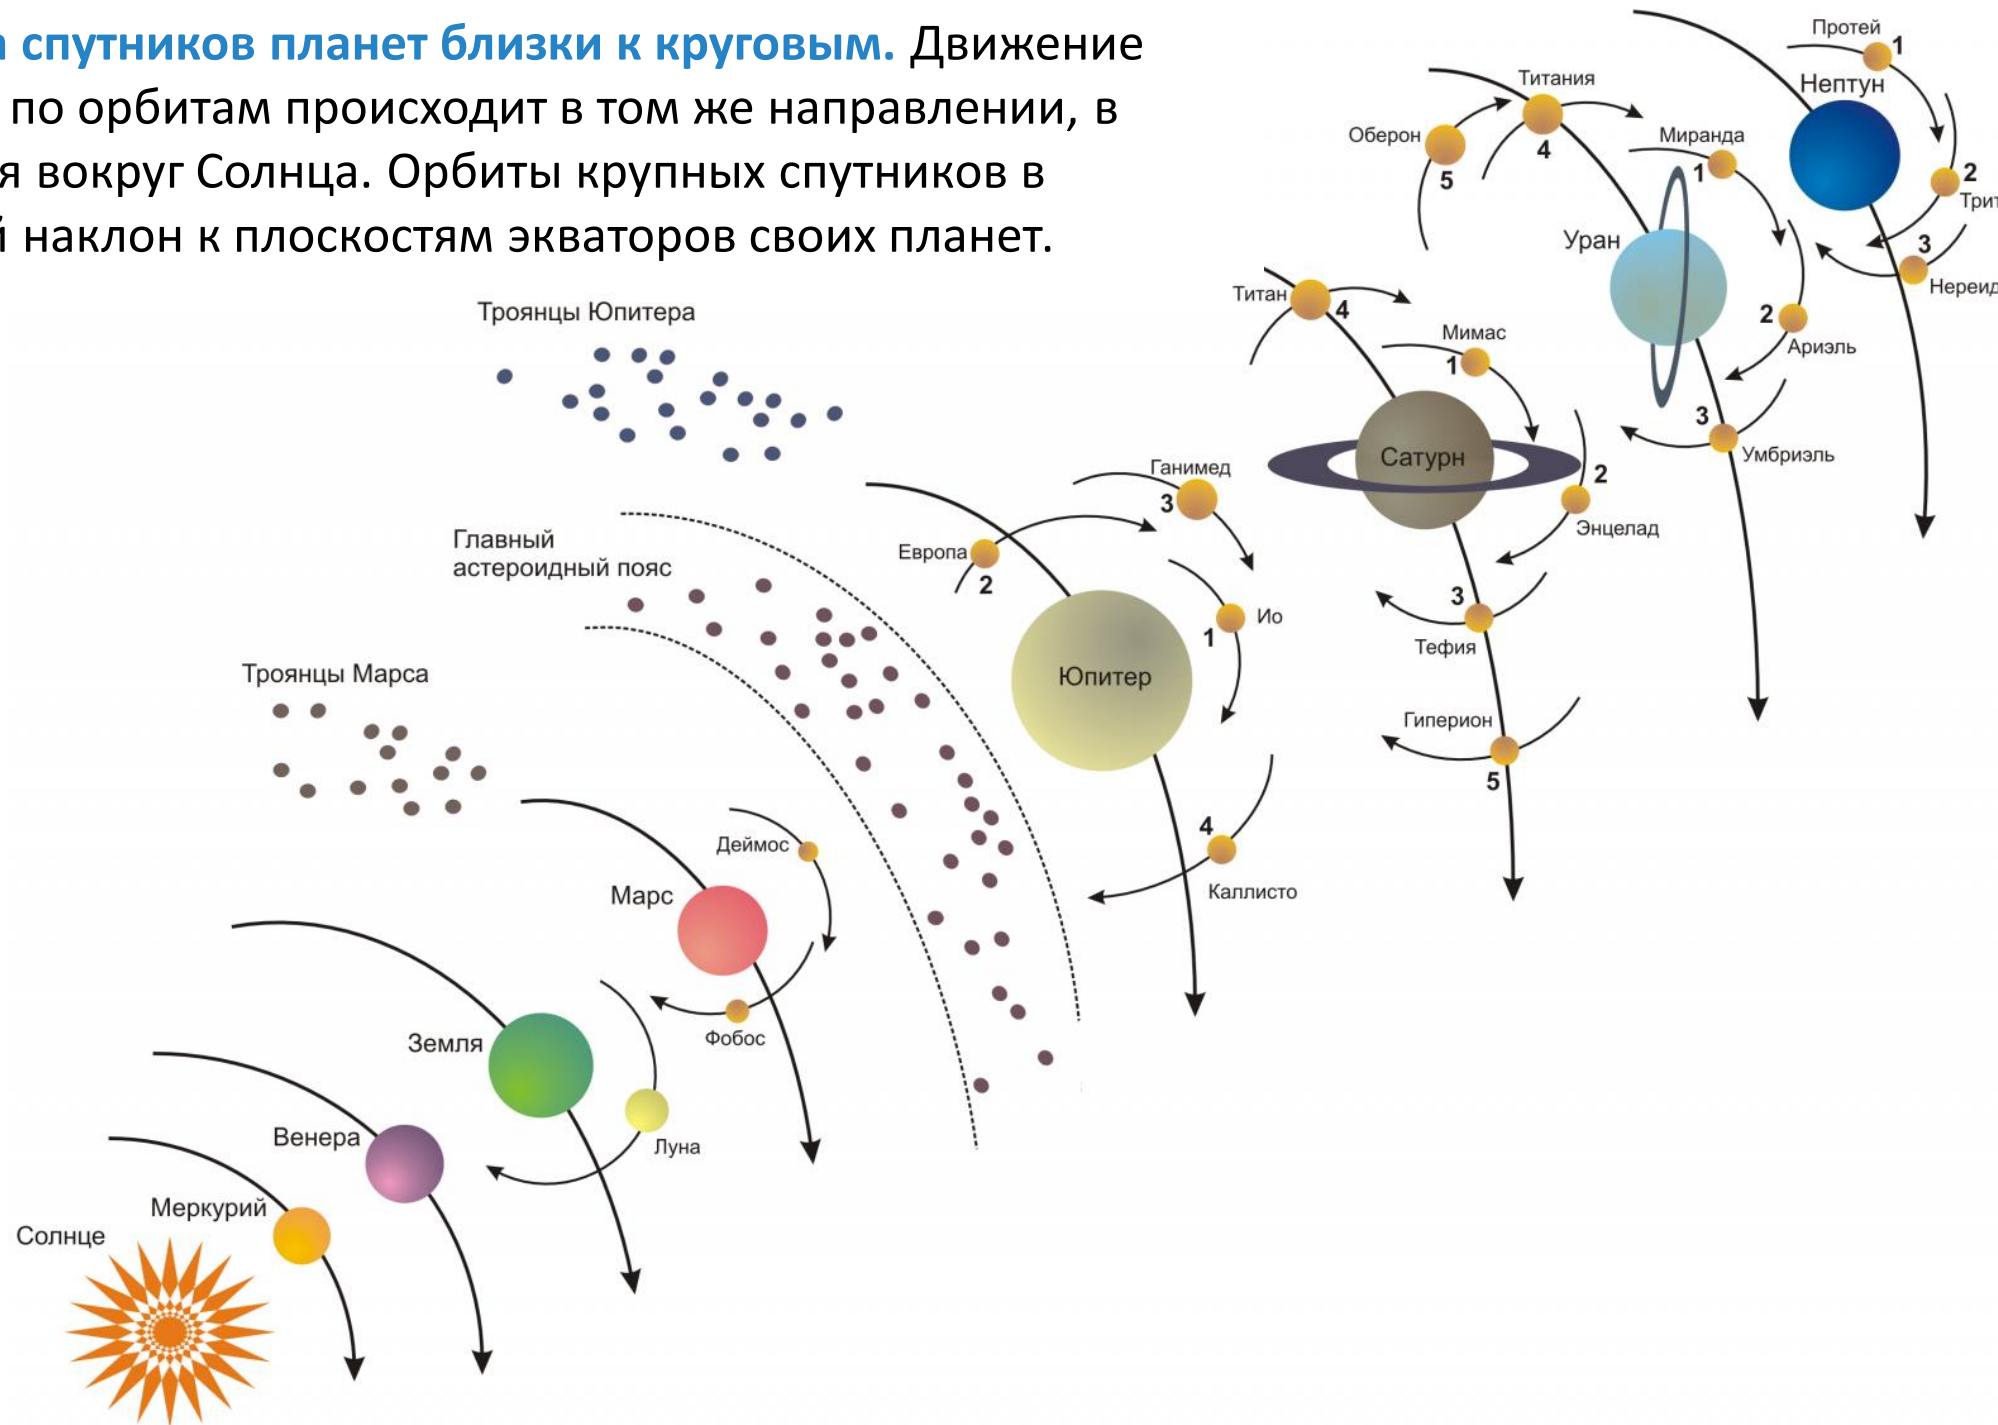 спутников планет близки к круговым. Движение
по орбитам происходит в том же направлении, в
я вокруг Солнца. Орбиты крупных спутников в
й наклон к плоскостям экваторов своих планет.
Протей
1
Нептун
2
Трит
3
Нереид
Титания
4
Оберон
5
Миранда
1
Уран
2
Ариэль
3
Умбриэль
Титан
4
Мимас
1
Сатурн
2
Энцелад
3
Тефия
Гиперион
5
Троянцы Юпитера
Ганимед
3
Европа
2
Ио
1
Юпитер
4
Каллисто
Главный
астероидный пояс
Троянцы Марса
Деймос
Марс
Фобос
Земля
Луна
Венера
Меркурий
Солнце